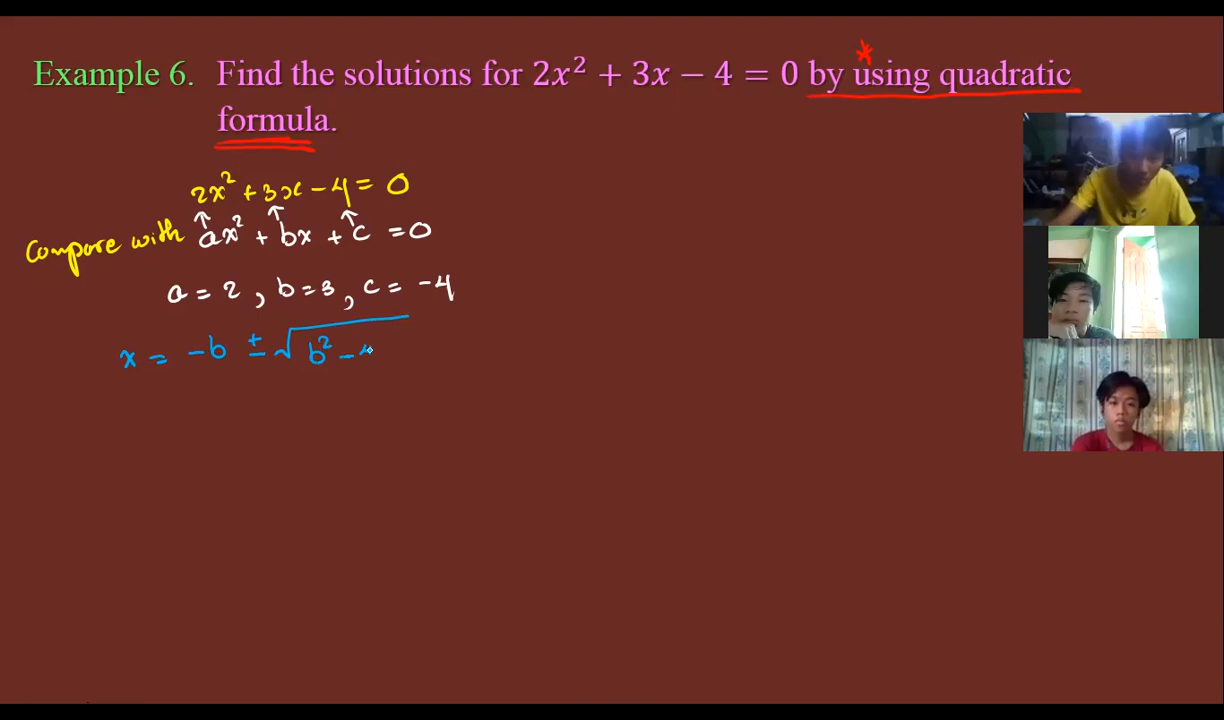 Example 6. Find the solutions for 2x² + 3x − 4 = 0 by using quadratic
formula.
2x² + 3x − 4 = 0
Compare with ax² + bx + c = 0
a = 2 , b = 3 , c = −4
x = −b ± √b² − 4